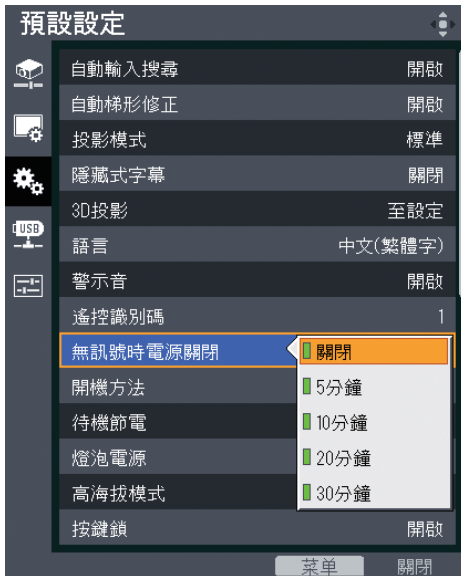 預設設定
自動輸入搜尋 開啟
自動梯形修正 開啟
投影模式 標準
隱藏式字幕 關閉
3D投影 至設定
USB
語言 中文(繁體字)
警示音 開啟
遙控識別碼 1
無訊號時電源關閉 關閉
開機方法 5分鐘
待機節電 10分鐘
燈泡電源 20分鐘
高海拔模式 30分鐘
按鍵鎖 開啟
菜单 關閉